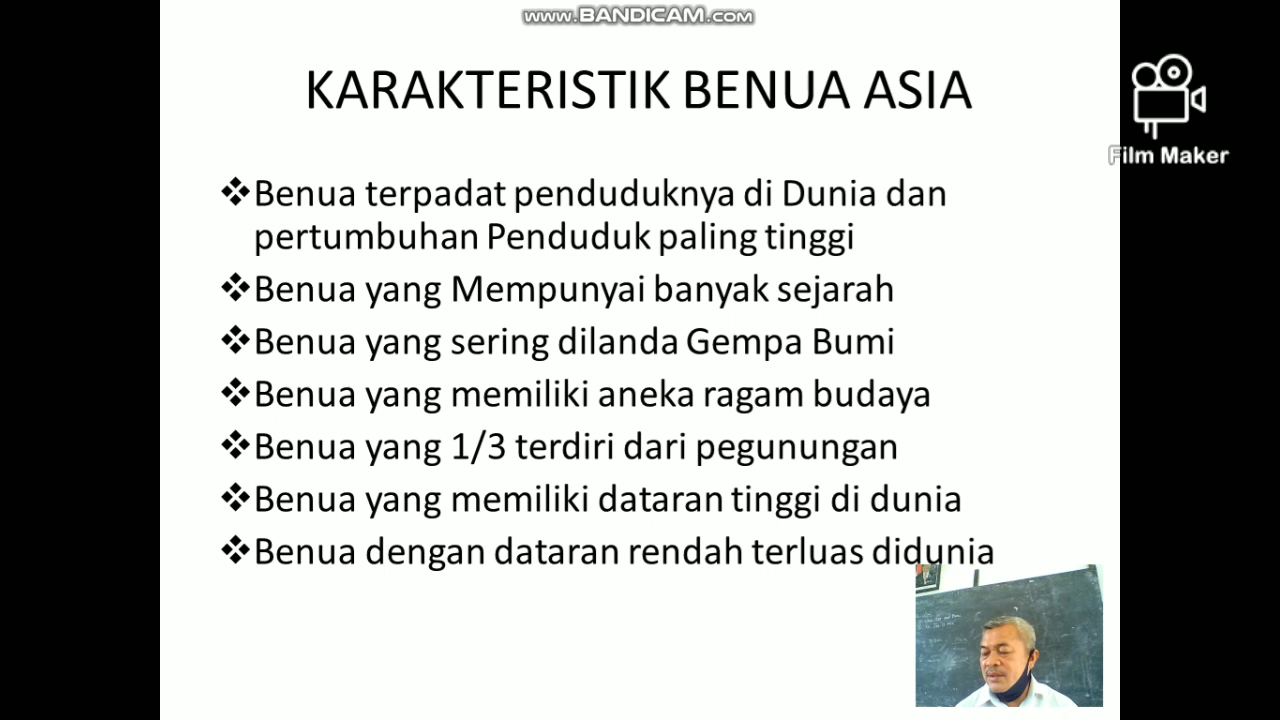 www.BANDICAM.com
KARAKTERISTIK BENUA ASIA
Film Maker
❖Benua terpadat penduduknya di Dunia dan
pertumbuhan Penduduk paling tinggi
❖Benua yang Mempunyai banyak sejarah
❖Benua yang sering dilanda Gempa Bumi
❖Benua yang memiliki aneka ragam budaya
❖Benua yang 1/3 terdiri dari pegunungan
❖Benua yang memiliki dataran tinggi di dunia
❖Benua dengan dataran rendah terluas didunia